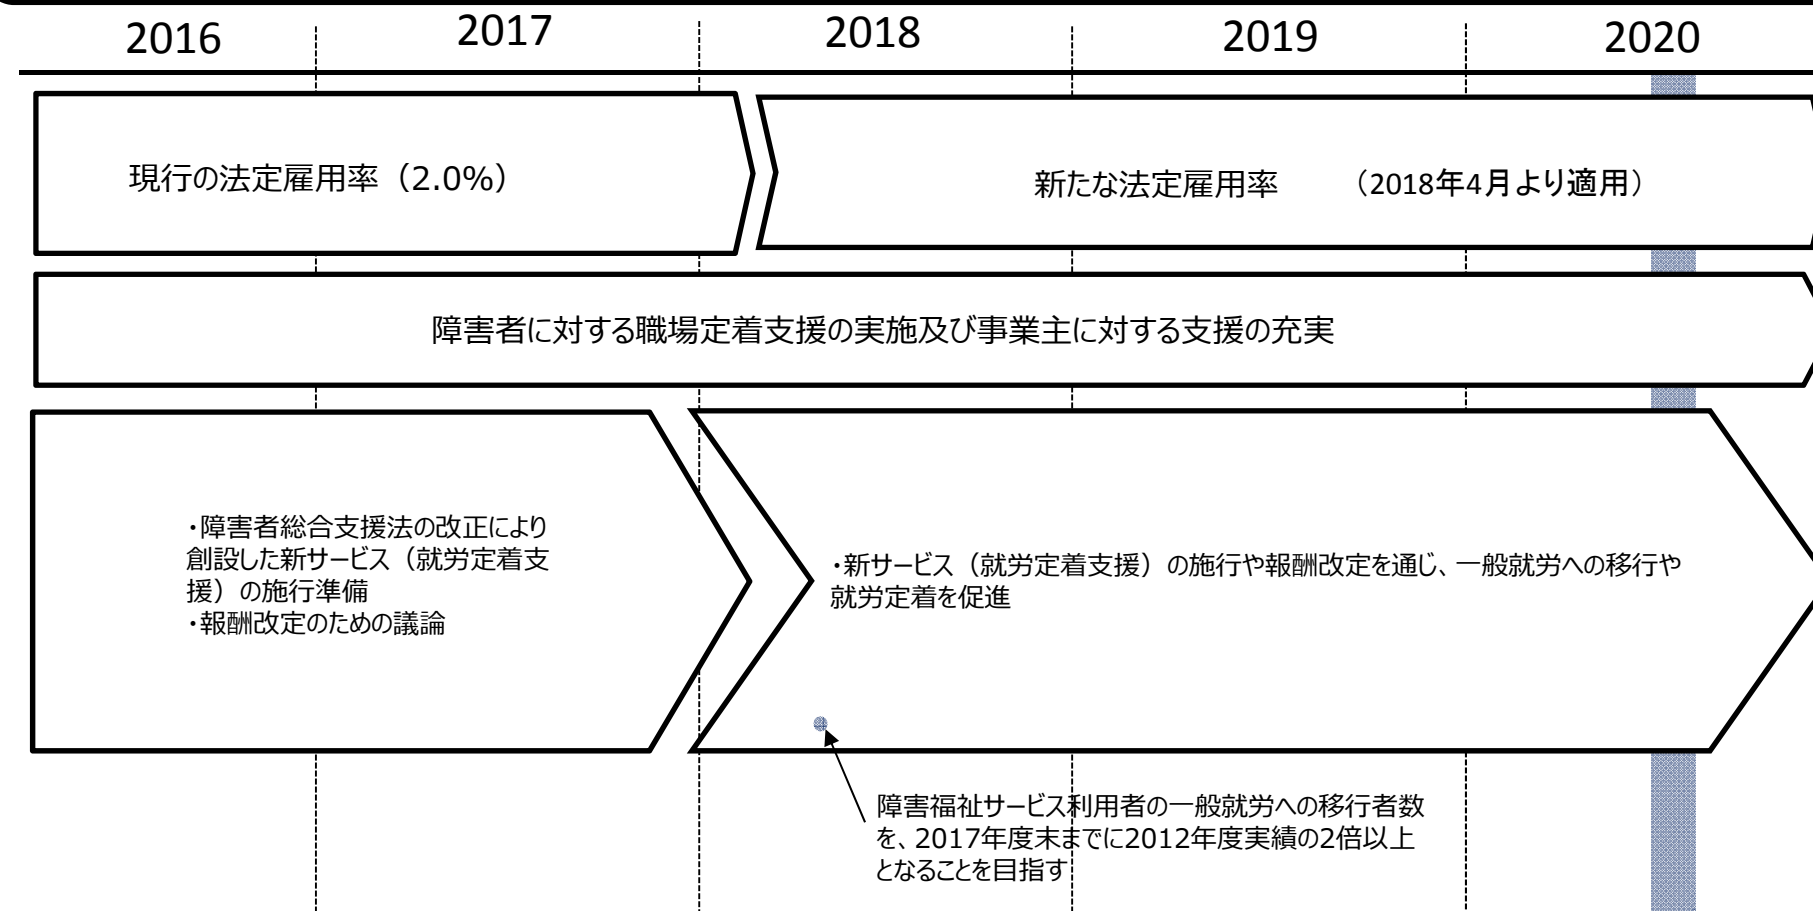 2016
2017
2018
2019
2020
現行の法定雇用率（2.0%）
新たな法定雇用率　（2018年4月より適用）
障害者に対する職場定着支援の実施及び事業主に対する支援の充実
・障害者総合支援法の改正により
創設した新サービス（就労定着支
援）の施行準備
・報酬改定のための議論
・新サービス（就労定着支援）の施行や報酬改定を通じ、一般就労への移行や
就労定着を促進
障害福祉サービス利用者の一般就労への移行者数
を、2017年度末までに2012年度実績の2倍以上
となることを目指す